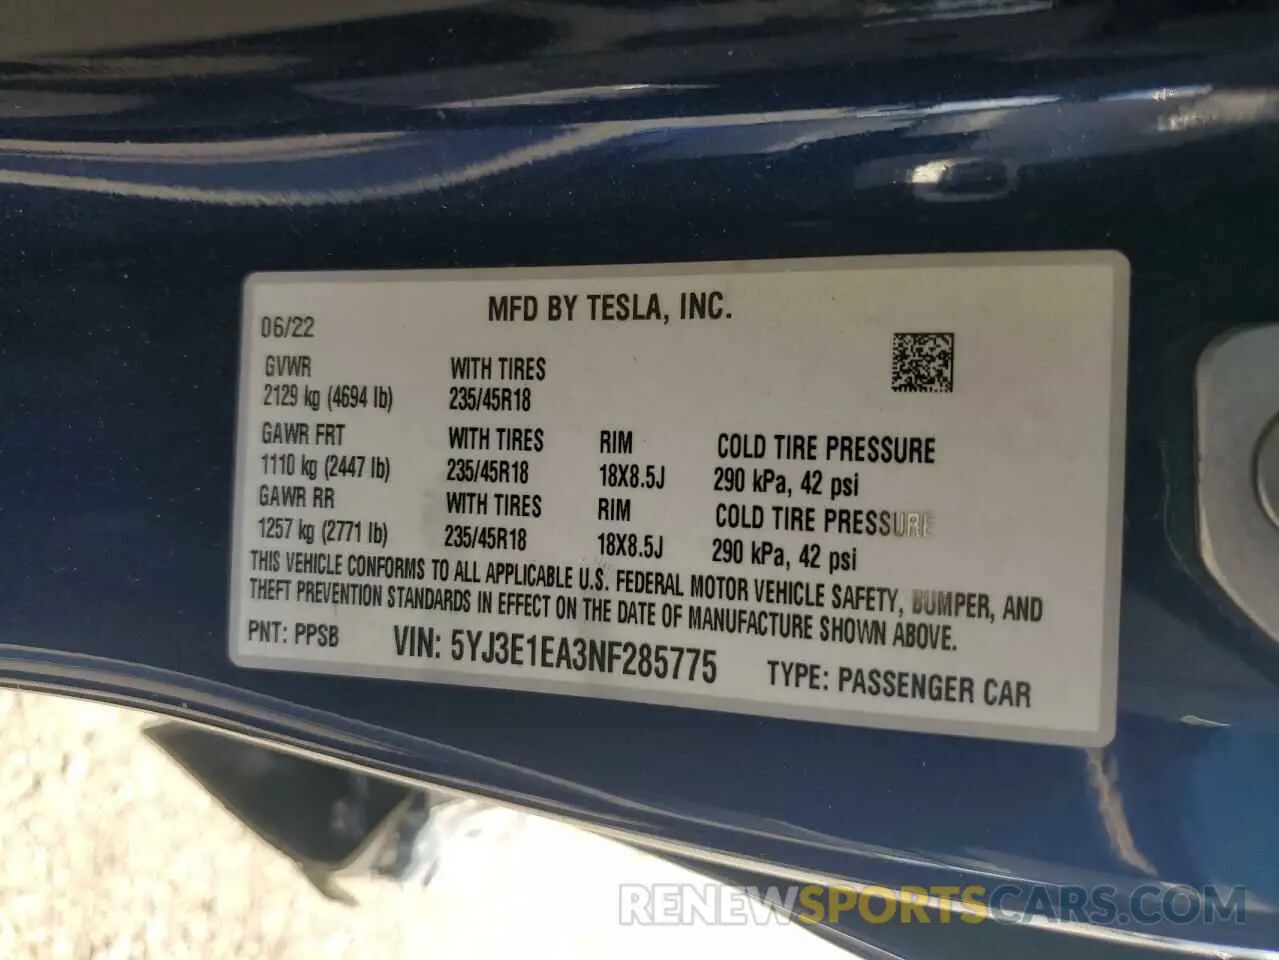 MFD BY TESLA, INC.
06/22
GVWR WITH TIRES
2129 kg (4694 lb) 235/45R18
GAWR FRT WITH TIRES RIM COLD TIRE PRESSURE
1110 kg (2447 lb) 235/45R18 18X8.5J 290 kPa, 42 psi
GAWR RR WITH TIRES RIM COLD TIRE PRESSURE
1257 kg (2771 lb) 235/45R18 18X8.5J 290 kPa, 42 psi
THIS VEHICLE CONFORMS TO ALL APPLICABLE U.S. FEDERAL MOTOR VEHICLE SAFETY, BUMPER, AND
THEFT PREVENTION STANDARDS IN EFFECT ON THE DATE OF MANUFACTURE SHOWN ABOVE.
PNT: PPSB VIN: 5YJ3E1EA3NF285775 TYPE: PASSENGER CAR
RENEWSPORTSCARS.COM